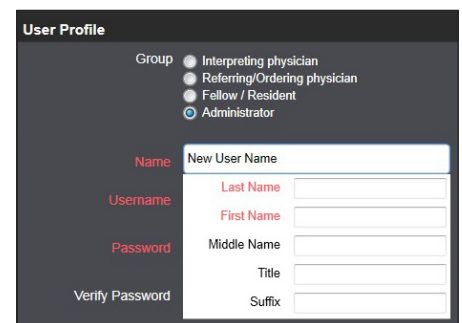 User Profile
Group
Interpreting physician
Referring/Ordering physician
Fellow / Resident
Administrator
Name
New User Name
Last Name
Username
First Name
Password
Middle Name
Title
Verify Password
Suffix